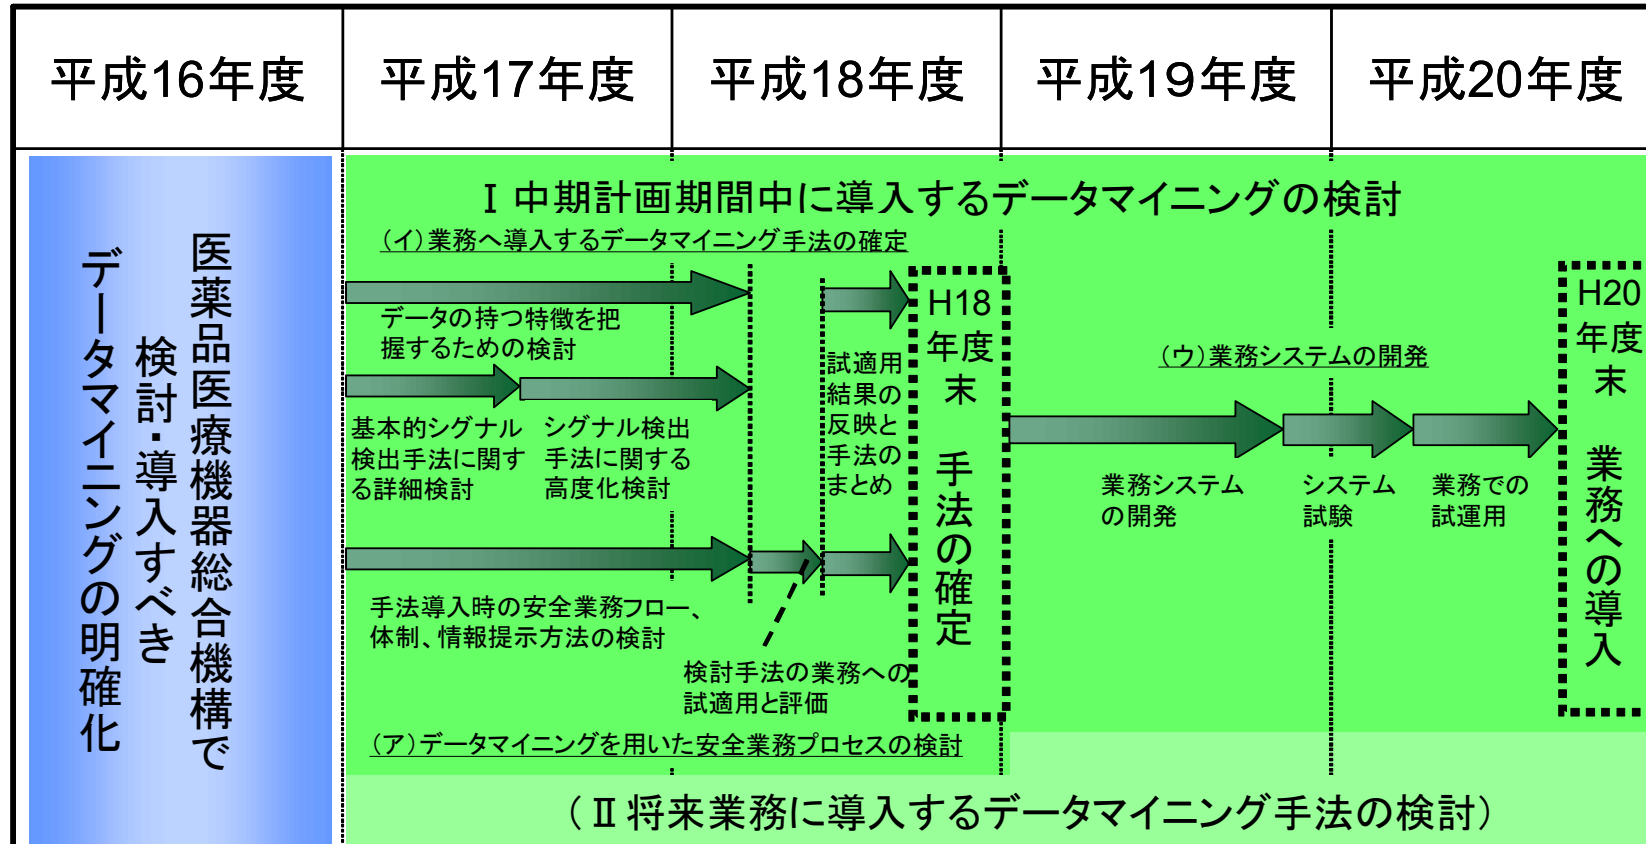 平成16年度
平成17年度
平成18年度
平成19年度
平成20年度
医薬品医療機器総合機構で
検討・導入すべき
データマイニングの明確化
Ⅰ中期計画期間中に導入するデータマイニングの検討
(イ)業務へ導入するデータマイニング手法の確定
データの持つ特徴を把
握するための検討
基本的シグナル
検出手法に関す
る詳細検討
シグナル検出
手法に関する
高度化検討
試適用
結果の
反映と
手法の
まとめ
手法導入時の安全業務フロー、
体制、情報提示方法の検討
検討手法の業務への
試適用と評価
(ア)データマイニングを用いた安全業務プロセスの検討
H18
年度
末
手法の確定
(ウ)業務システムの開発
業務システム
の開発
システム
試験
業務での
試運用
H20
年度
末
業務への導入
(Ⅱ将来業務に導入するデータマイニング手法の検討)